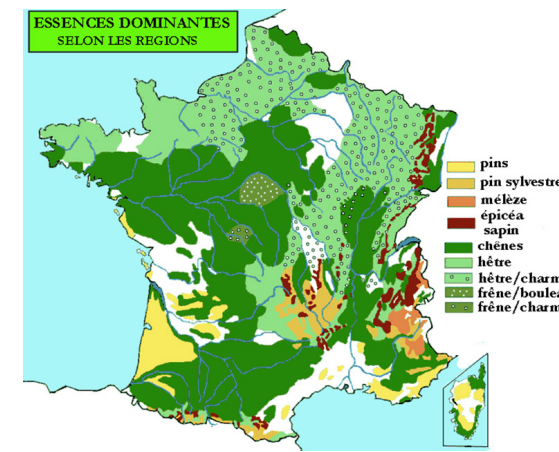 ESSENCES DOMINANTES
SELON LES REGIONS
pins
pin sylvestre
mélèze
épicéa
sapin
chênes
hêtre
hêtre/charm
frêne/boulea
frêne/charm